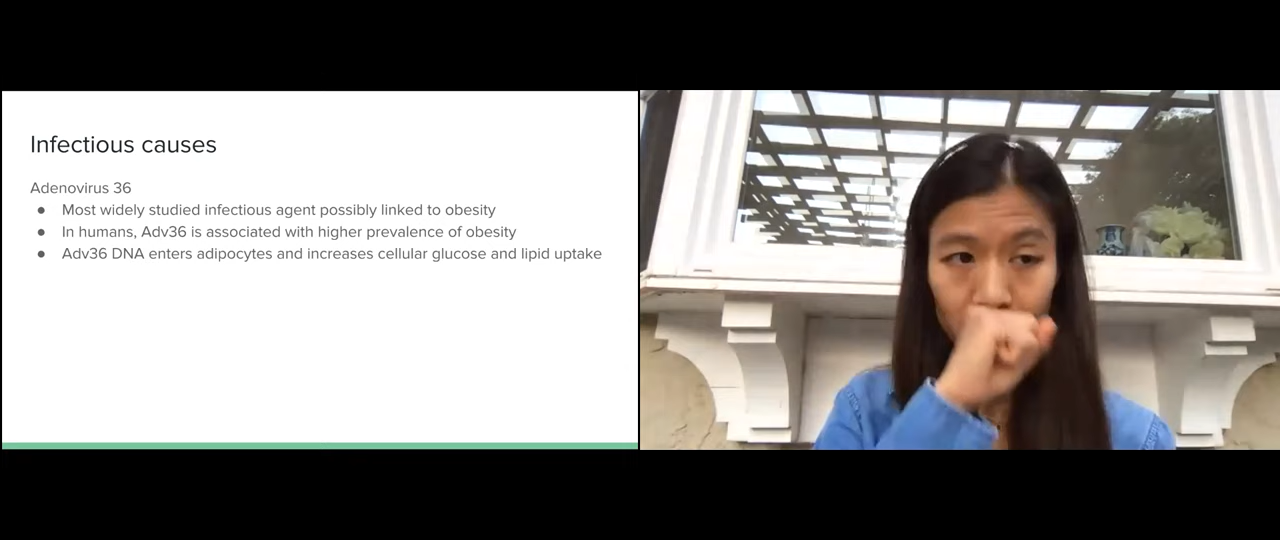 Infectious causes
Adenovirus 36
● Most widely studied infectious agent possibly linked to obesity
● In humans, Adv36 is associated with higher prevalence of obesity
● Adv36 DNA enters adipocytes and increases cellular glucose and lipid uptake